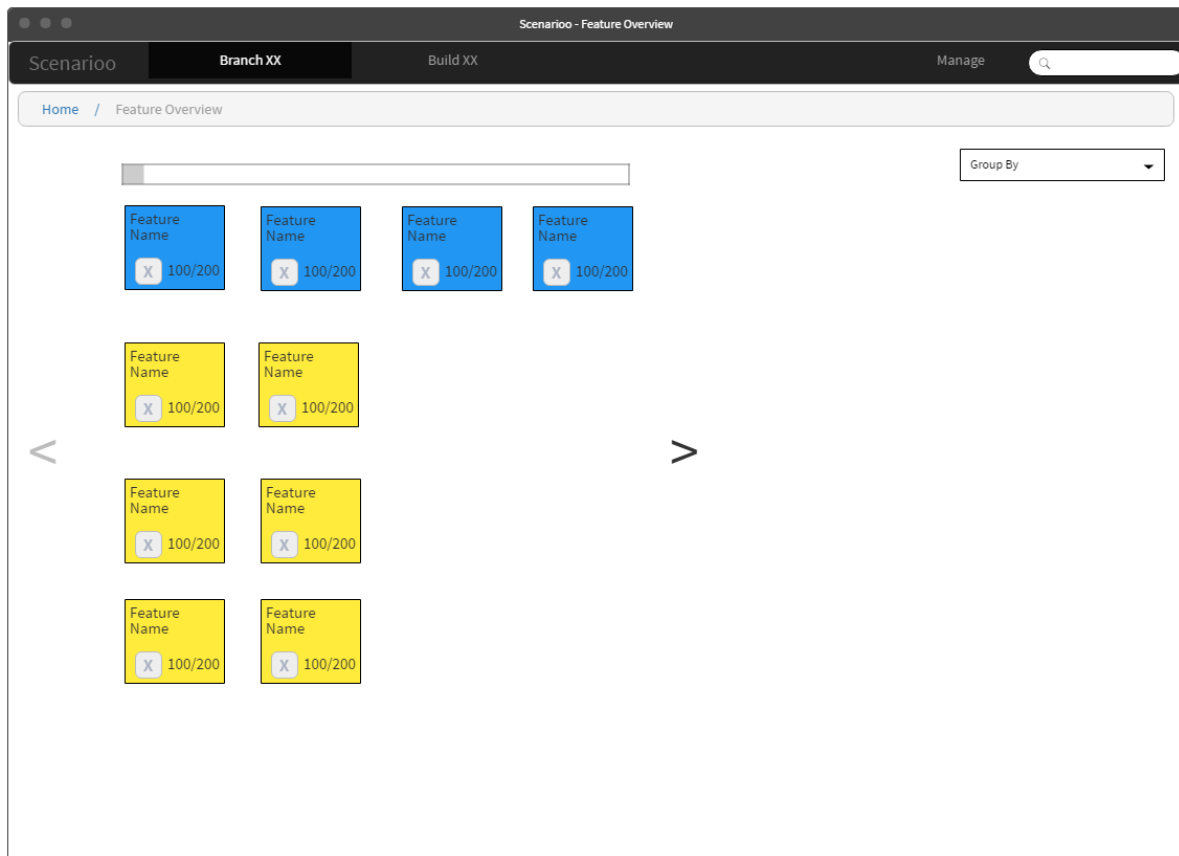 Scenarioo - Feature Overview
Scenarioo Branch XX Build XX Manage
Home / Feature Overview
Group By
Feature Feature Feature Feature
Name Name Name Name
X 100/200 X 100/200 X 100/200 X 100/200
Feature Feature
Name Name
X 100/200 X 100/200
< >
Feature Feature
Name Name
X 100/200 X 100/200
Feature Feature
Name Name
X 100/200 X 100/200